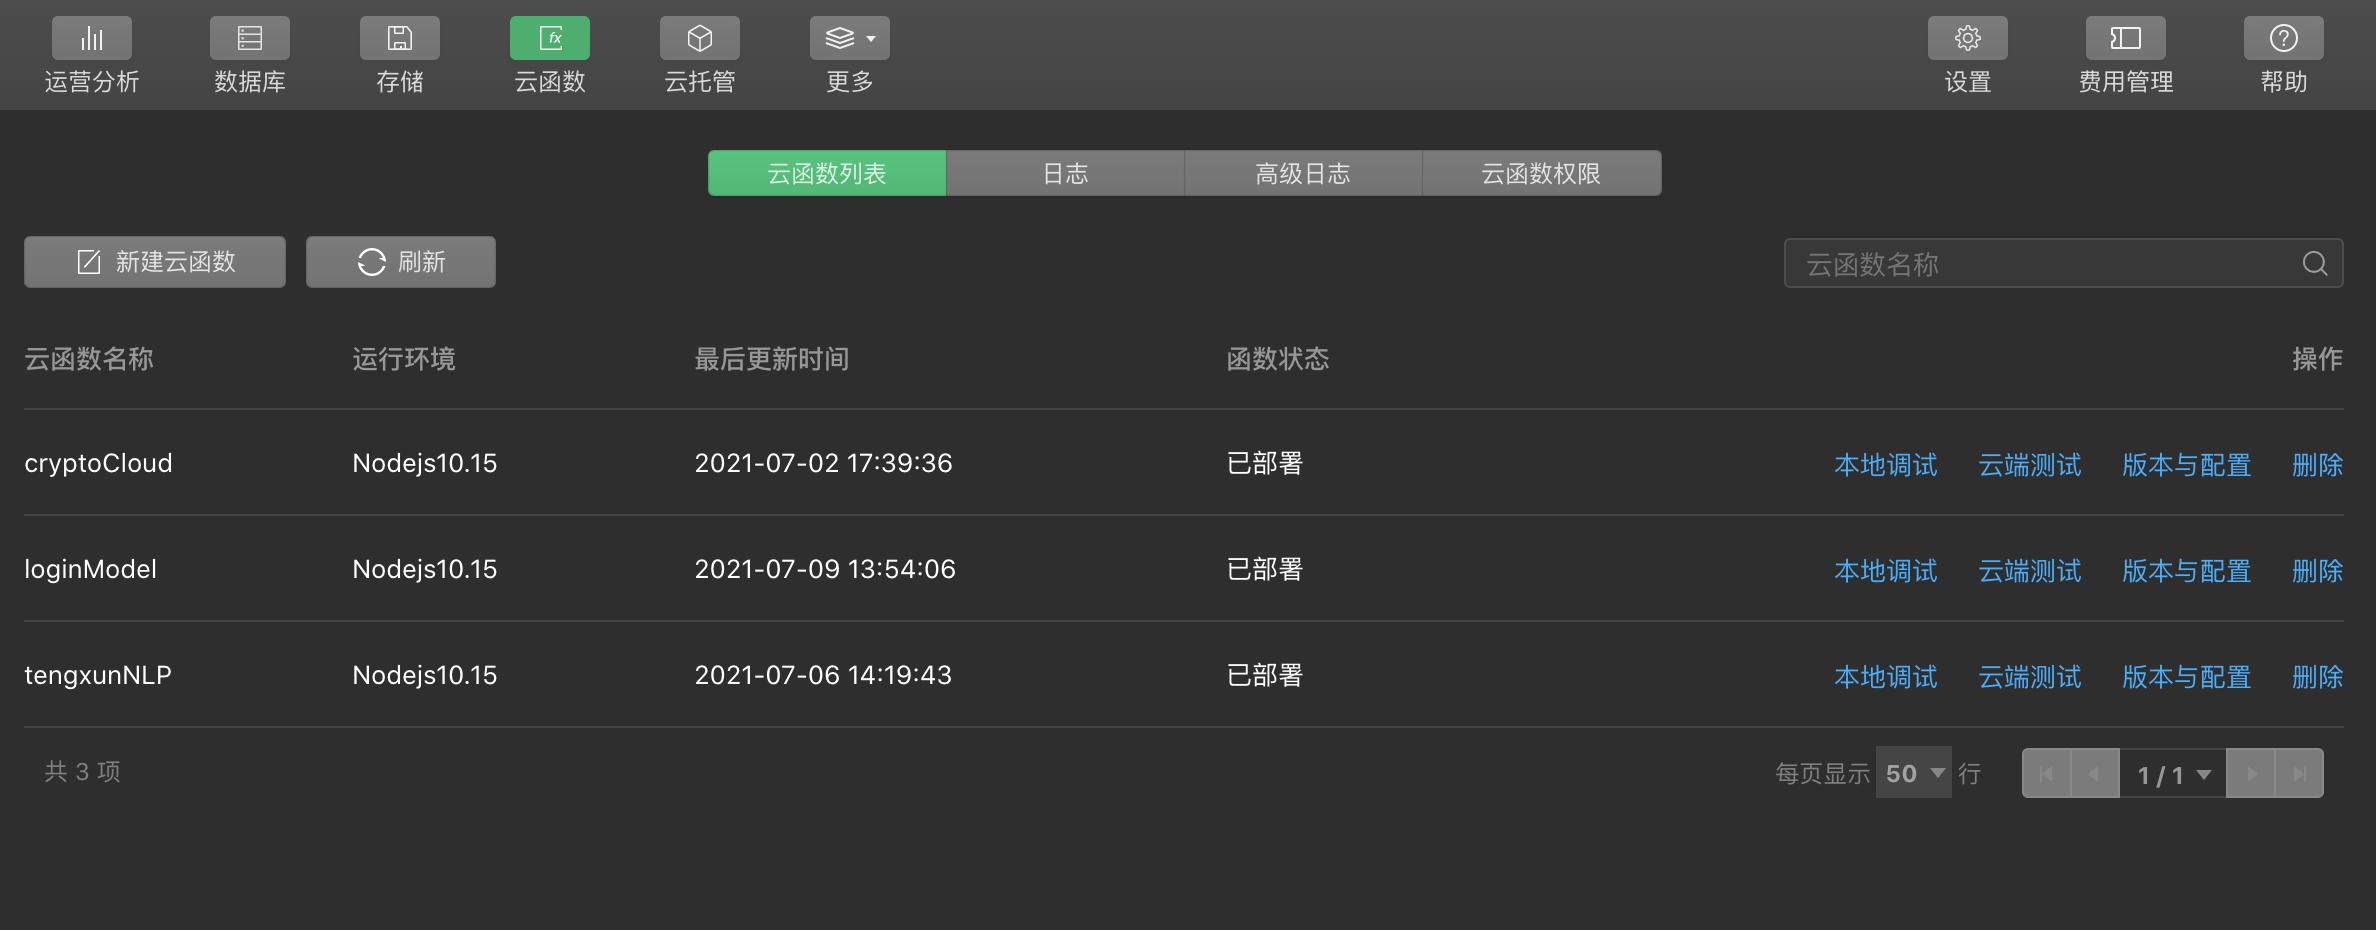 运营分析 数据库 存储 云函数 云托管 更多 设置 费用管理 帮助
云函数列表 日志 高级日志 云函数权限
新建云函数 刷新 云函数名称
云函数名称 运行环境 最后更新时间 函数状态 操作
cryptoCloud Nodejs10.15 2021-07-02 17:39:36 已部署 本地调试 云端测试 版本与配置 删除
loginModel Nodejs10.15 2021-07-09 13:54:06 已部署 本地调试 云端测试 版本与配置 删除
tengxunNLP Nodejs10.15 2021-07-06 14:19:43 已部署 本地调试 云端测试 版本与配置 删除
共 3 项 每页显示 50 行 1 / 1